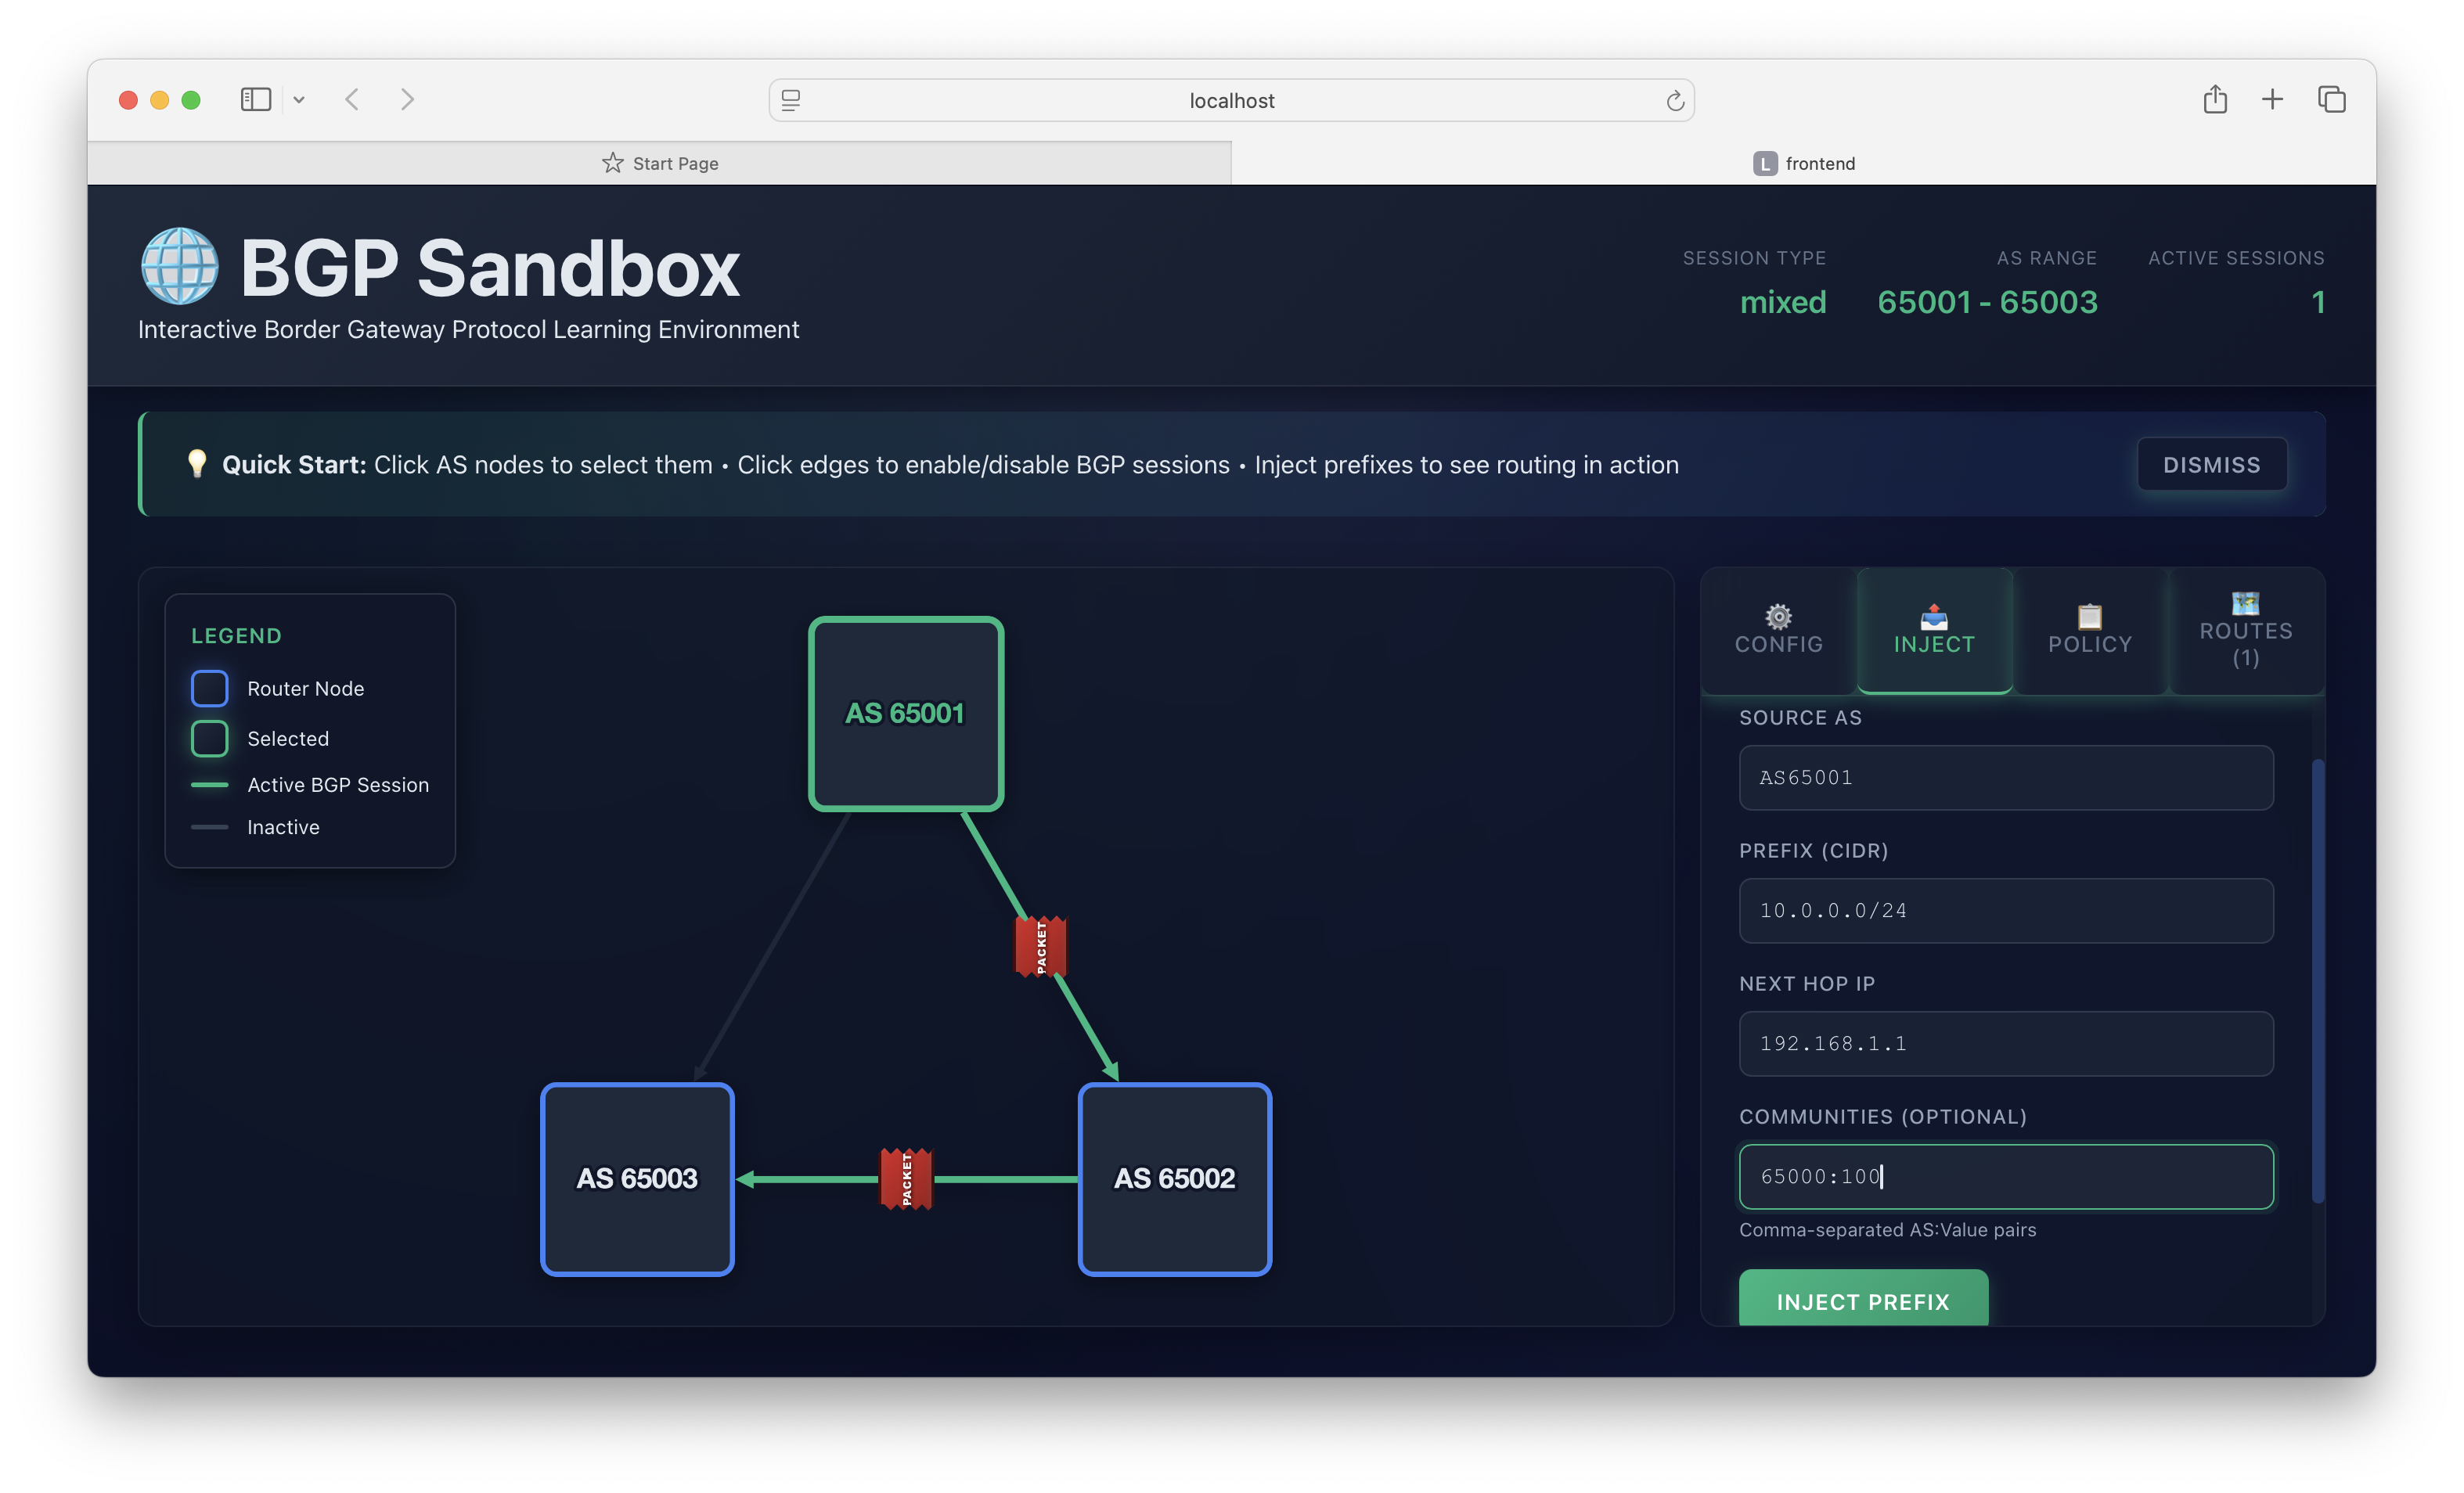 localhost
Start Page
L frontend
BGP Sandbox
Interactive Border Gateway Protocol Learning Environment
SESSION TYPE
mixed
AS RANGE
65001 - 65003
ACTIVE SESSIONS
1
Quick Start: Click AS nodes to select them • Click edges to enable/disable BGP sessions • Inject prefixes to see routing in action
DISMISS
LEGEND
Router Node
Selected
Active BGP Session
Inactive
AS 65001
PACKET
AS 65003
PACKET
AS 65002
CONFIG
INJECT
POLICY
ROUTES
(1)
SOURCE AS
AS65001
PREFIX (CIDR)
10.0.0.0/24
NEXT HOP IP
192.168.1.1
COMMUNITIES (OPTIONAL)
65000:100
Comma-separated AS:Value pairs
INJECT PREFIX